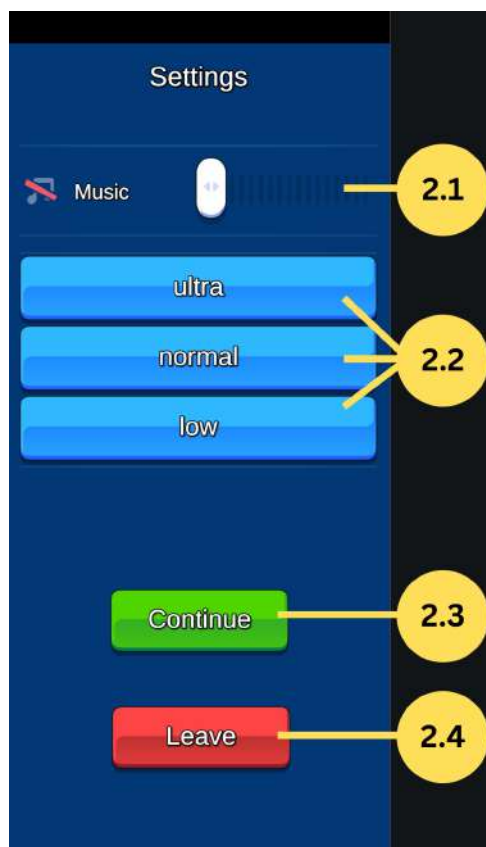 Settings
Music
2.1
ultra
normal
2.2
low
Continue
2.3
Leave
2.4